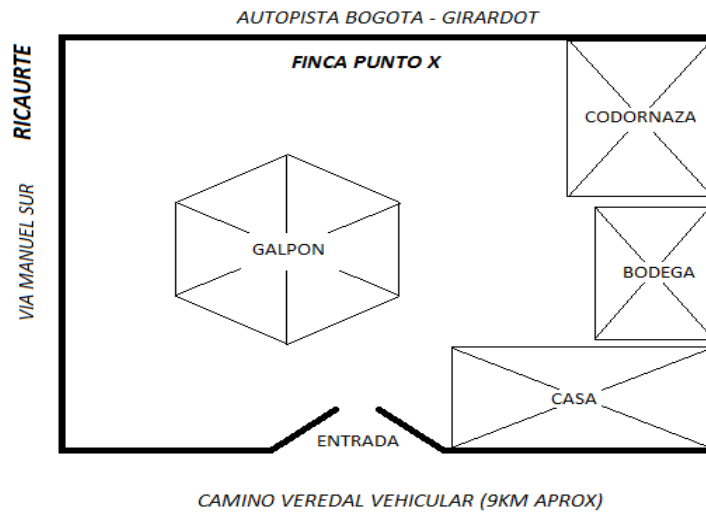 AUTOPISTA BOGOTA - GIRARDOT
FINCA PUNTO X
RICAURTE
CODORNAZA
VIA MANUEL SUR
GALPON
BODEGA
CASA
ENTRADA
CAMINO VEREDAL VEHICULAR (9KM APROX)